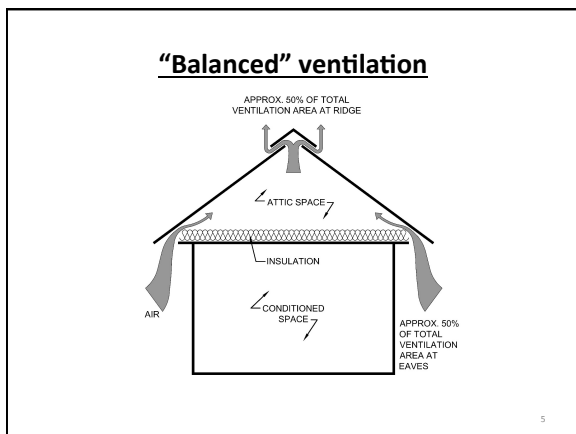 “Balanced” ventilation
APPROX. 50% OF TOTAL
VENTILATION AREA AT RIDGE
ATTIC SPACE
INSULATION
CONDITIONED
SPACE
AIR
APPROX. 50%
OF TOTAL
VENTILATION
AREA AT
EAVES
5